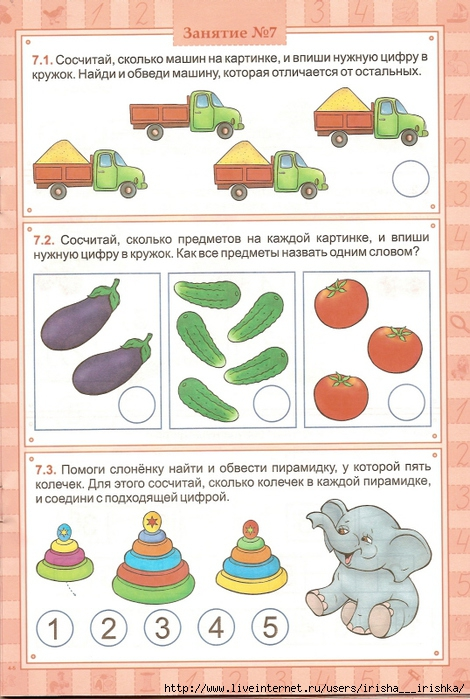 Занятие №7
7.1. Сосчитай, сколько машин на картинке, и впиши нужную цифру в
кружок. Найди и обведи машину, которая отличается от остальных.
7.2. Сосчитай, сколько предметов на каждой картинке, и впиши
нужную цифру в кружок. Как все предметы назвать одним словом?
7.3. Помоги слонёнку найти и обвести пирамидку, у которой пять
колечек. Для этого сосчитай, сколько колечек в каждой пирамидке,
и соедини с подходящей цифрой.
1 2 3 4 5
http://www.liveinternet.ru/users/irisha___irishka/